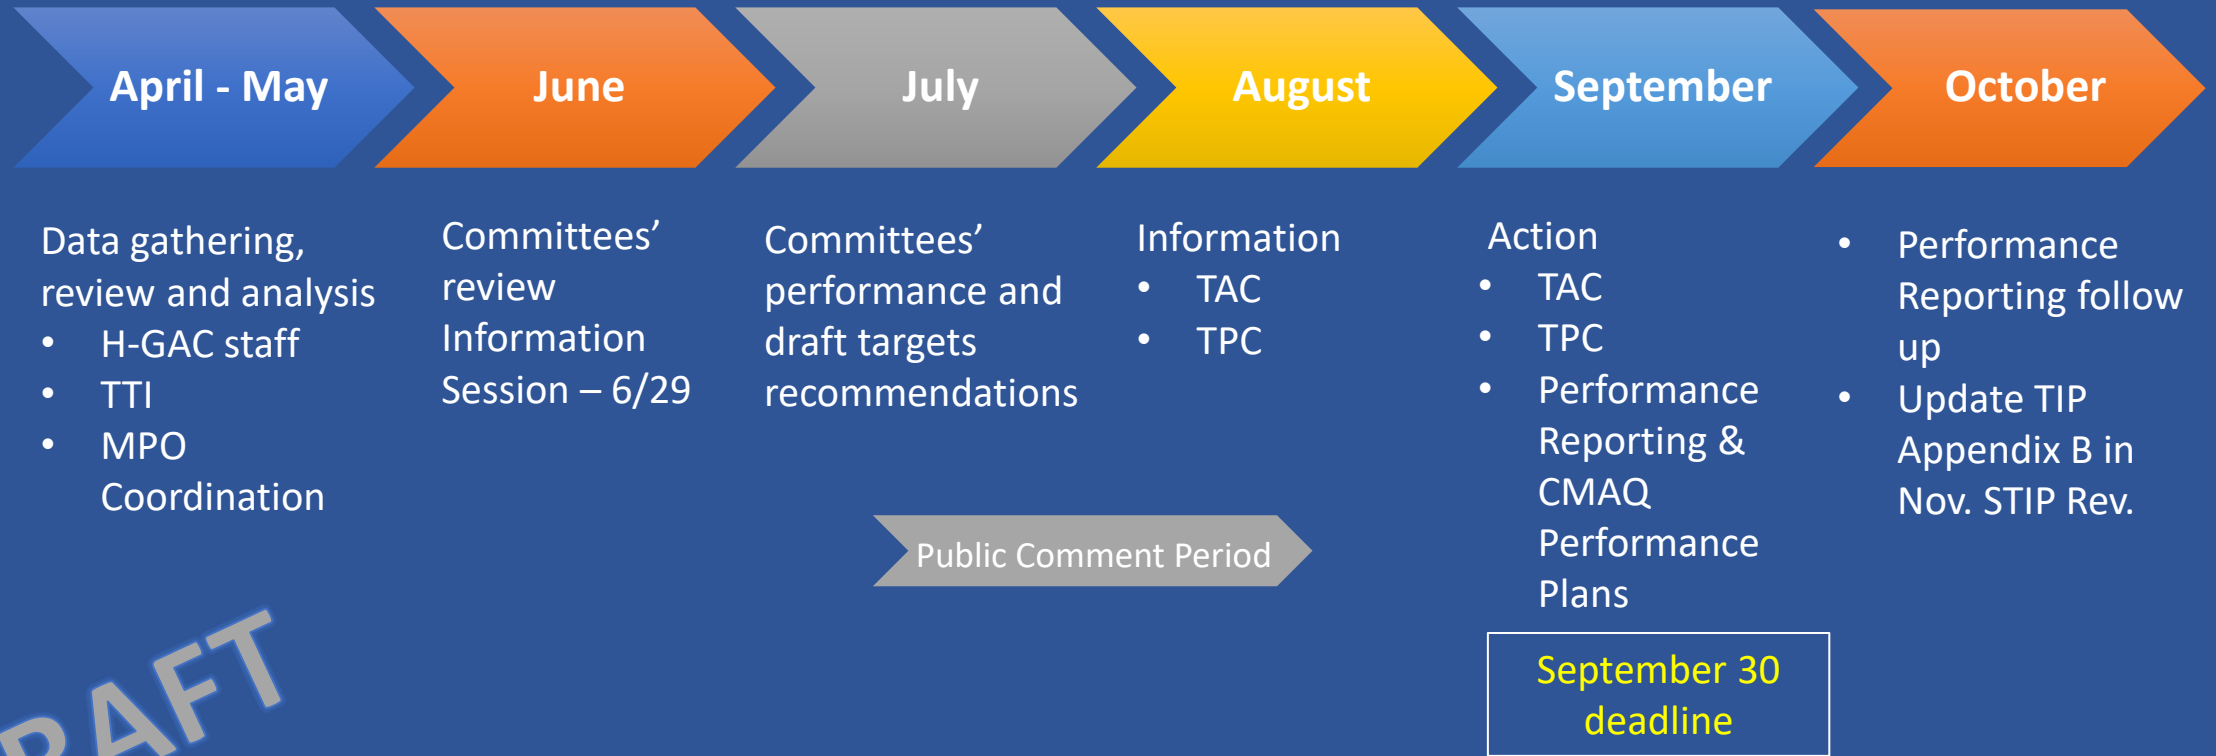 April - May
June
July
August
September
October
Data gathering,
review and analysis
• H-GAC staff
• TTI
• MPO
Coordination
Committees’
review
Information
Session – 6/29
Committees’
performance and
draft targets
recommendations
Information
• TAC
• TPC
Action
• TAC
• TPC
• Performance
Reporting &
CMAQ
Performance
Plans
• Performance
Reporting follow
up
• Update TIP
Appendix B in
Nov. STIP Rev.
Public Comment Period
September 30
deadline
RAFT